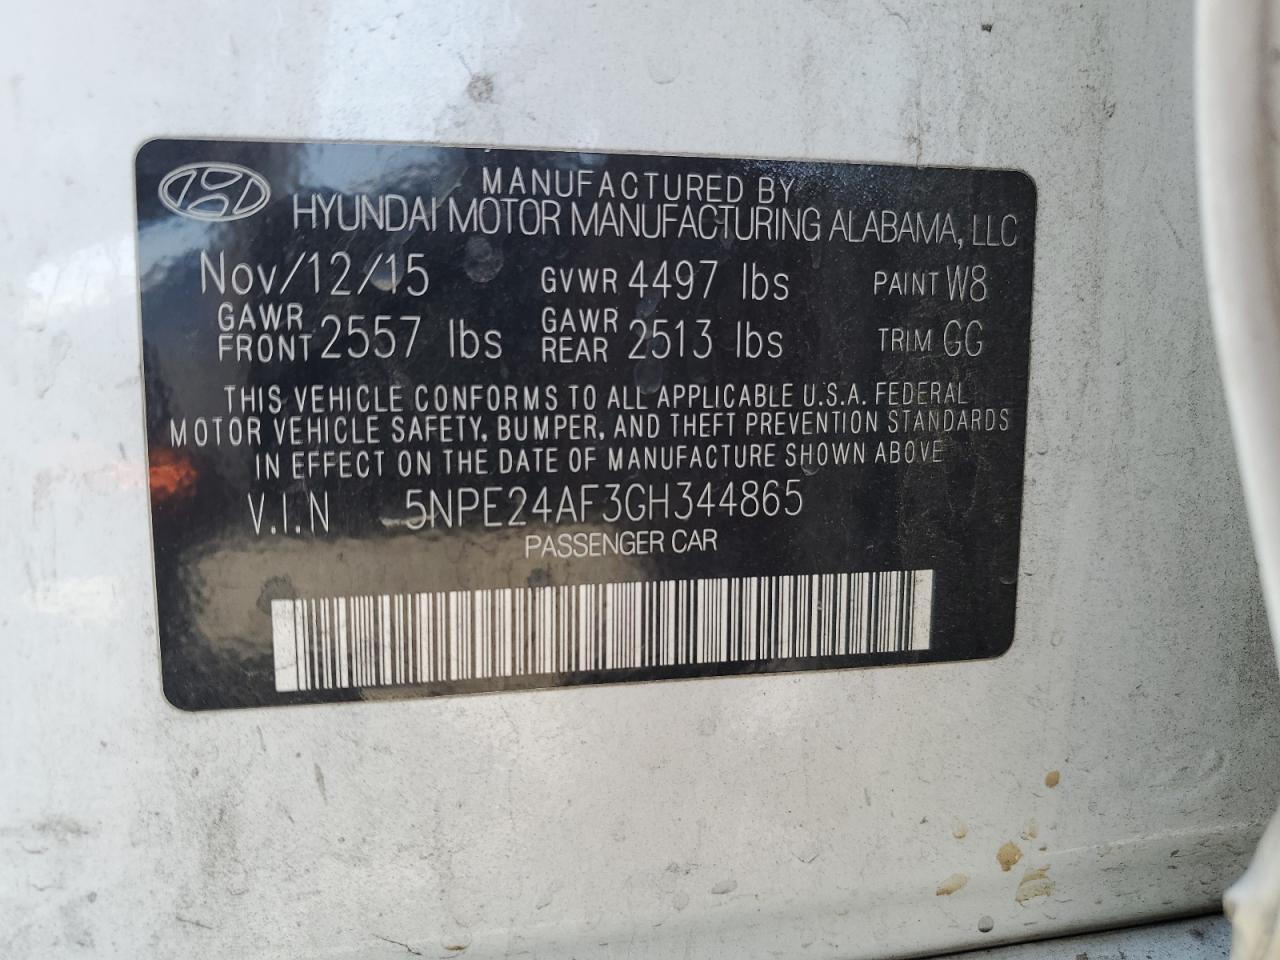 MANUFACTURED BY
HYUNDAI MOTOR MANUFACTURING ALABAMA, LLC
Nov/12/15 GVWR 4497 lbs PAINT W8
GAWR FRONT 2557 lbs GAWR REAR 2513 lbs TRIM GG
THIS VEHICLE CONFORMS TO ALL APPLICABLE U.S.A. FEDERAL
MOTOR VEHICLE SAFETY, BUMPER, AND THEFT PREVENTION STANDARDS
IN EFFECT ON THE DATE OF MANUFACTURE SHOWN ABOVE
V.I.N 5NPE24AF3GH344865
PASSENGER CAR